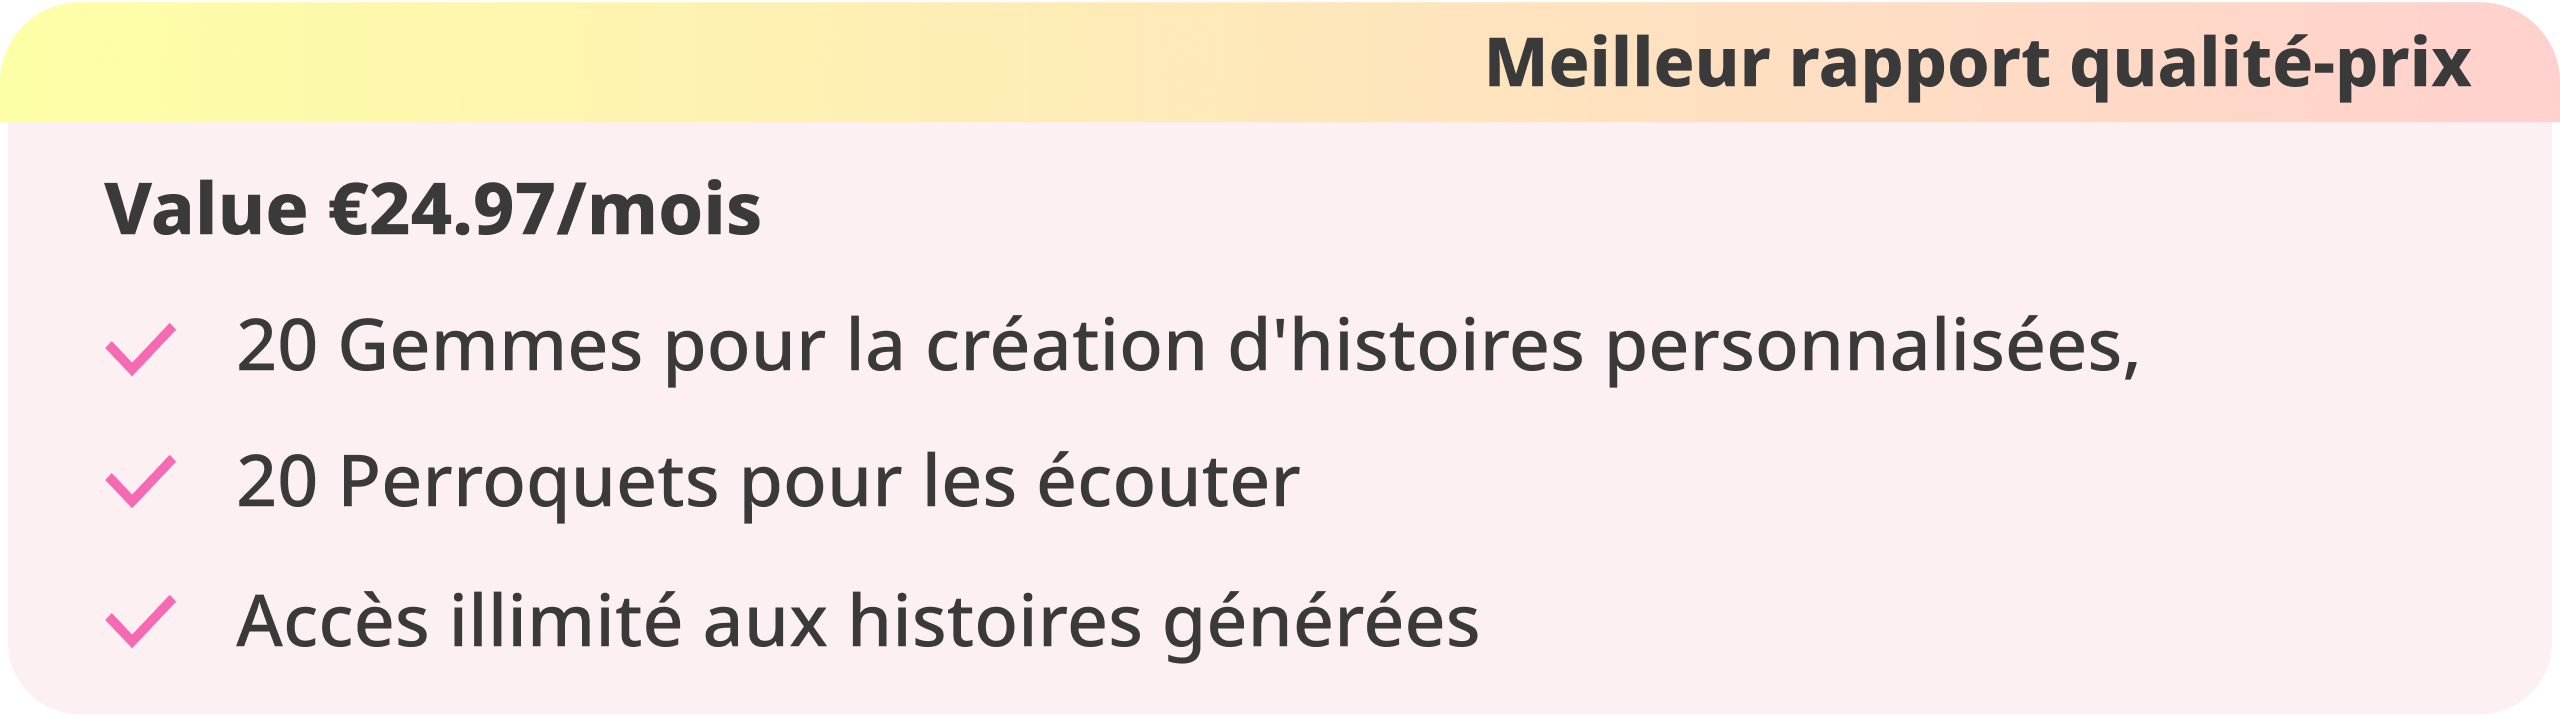 Meilleur rapport qualité-prix
Value €24.97/mois
20 Gemmes pour la création d'histoires personnalisées,
20 Perroquets pour les écouter
Accès illimité aux histoires générées